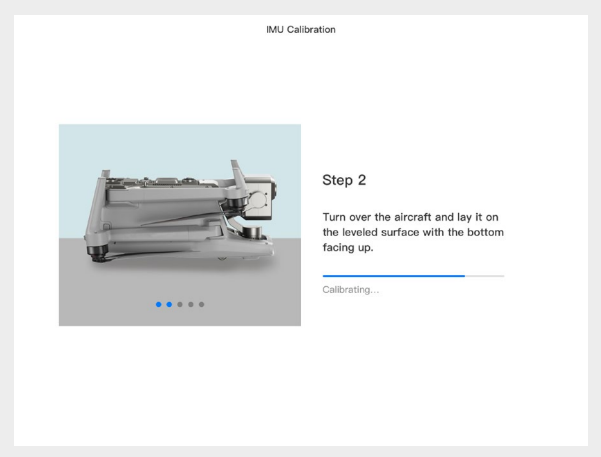 IMU Calibration
Step 2
Turn over the aircraft and lay it on
the leveled surface with the bottom
facing up.
Calibrating...